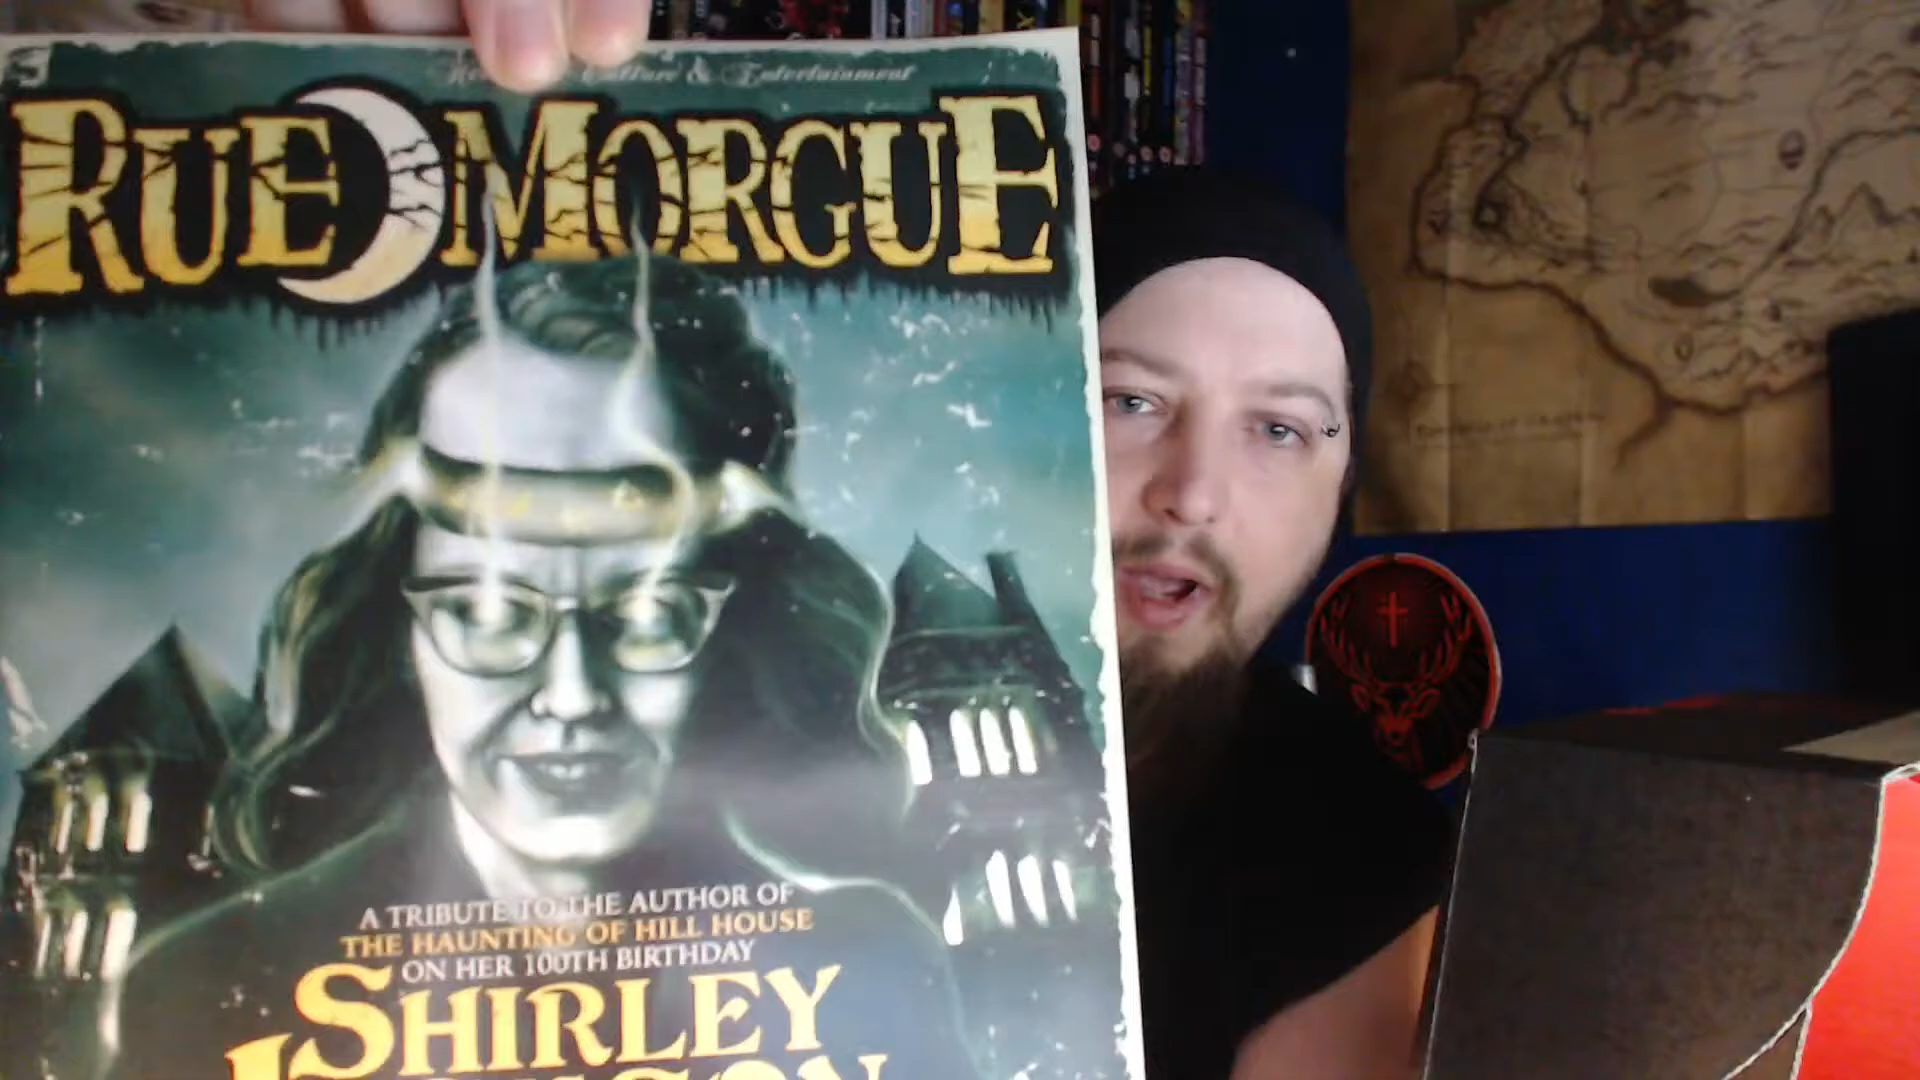 Culture & Entertainment
RUE MORGUE
A TRIBUTE TO THE AUTHOR OF
THE HAUNTING OF HILL HOUSE
ON HER 100TH BIRTHDAY
SHIRLEY